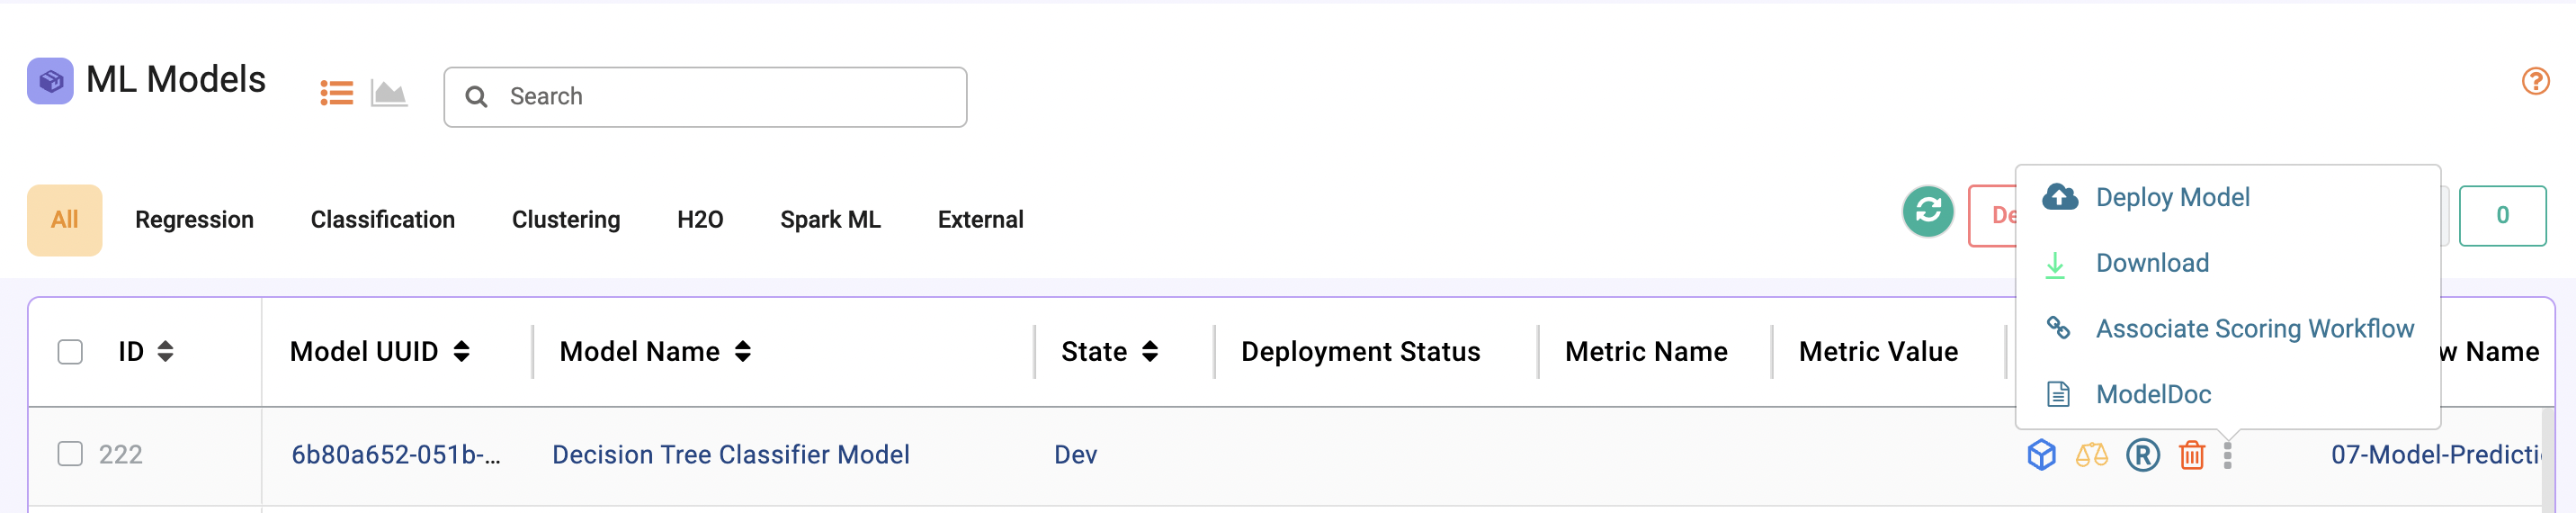 ML Models
Search
All Regression Classification Clustering H2O Spark ML External
De
0
Deploy Model
Download
Associate Scoring Workflow
ModelDoc
ID Model UUID Model Name State Deployment Status Metric Name Metric Value w Name
222 6b80a652-051b-... Decision Tree Classifier Model Dev R 07-Model-Predicti